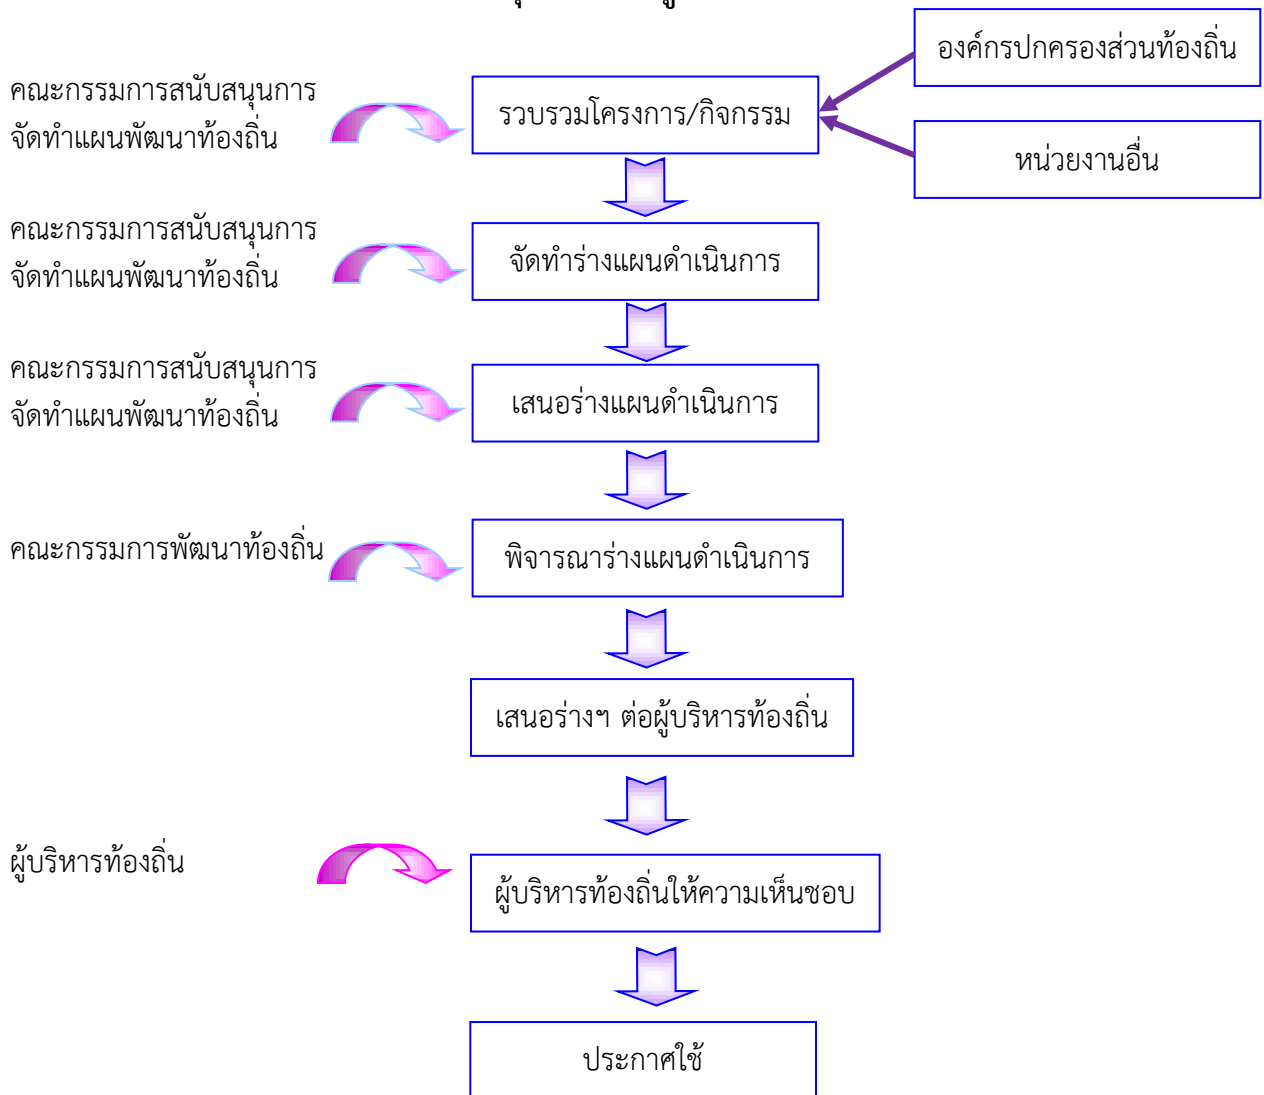 องค์กรปกครองส่วนท้องถิ่น
คณะกรรมการสนับสนุนการ
จัดทำแผนพัฒนาท้องถิ่น
รวบรวมโครงการ/กิจกรรม
หน่วยงานอื่น
คณะกรรมการสนับสนุนการ
จัดทำแผนพัฒนาท้องถิ่น
จัดทำร่างแผนดำเนินการ
คณะกรรมการสนับสนุนการ
จัดทำแผนพัฒนาท้องถิ่น
เสนอร่างแผนดำเนินการ
คณะกรรมการพัฒนาท้องถิ่น
พิจารณาร่างแผนดำเนินการ
เสนอร่างฯ ต่อผู้บริหารท้องถิ่น
ผู้บริหารท้องถิ่น
ผู้บริหารท้องถิ่นให้ความเห็นชอบ
ประกาศใช้